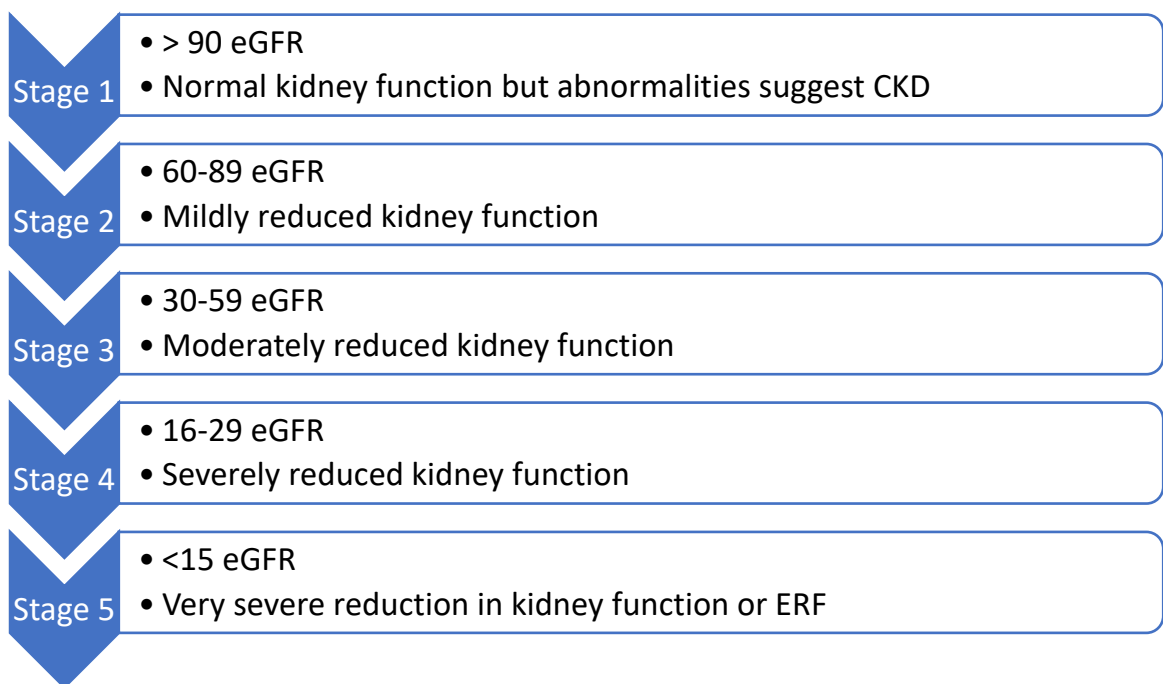 Stage 1
• > 90 eGFR
• Normal kidney function but abnormalities suggest CKD
Stage 2
• 60-89 eGFR
• Mildly reduced kidney function
Stage 3
• 30-59 eGFR
• Moderately reduced kidney function
Stage 4
• 16-29 eGFR
• Severely reduced kidney function
Stage 5
• <15 eGFR
• Very severe reduction in kidney function or ERF